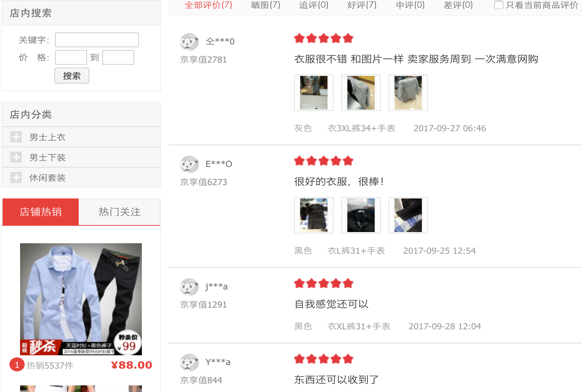 店内搜索
关键字：
价 格： 到
搜索
店内分类
男士上衣
男士下装
休闲套装
店铺热销 热门关注
超级秒杀
天蓝衬衫+黑色裤子
秒杀价
¥99
1 热销5537件 ¥88.00
全部评价(7) 晒图(7) 追评(0) 好评(7) 中评(0) 差评(0) 只看当前商品评价
仝***0
京享值2781
衣服很不错 和图片一样 卖家服务周到 一次满意网购
灰色 衣3XL裤34+手表 2017-09-27 06:46
E***O
京享值6273
很好的衣服，很棒！
黑色 衣L裤31+手表 2017-09-25 12:54
j***a
京享值1291
自我感觉还可以
黑色 衣XL裤31+手表 2017-09-28 12:04
Y***a
京享值844
东西还可以收到了